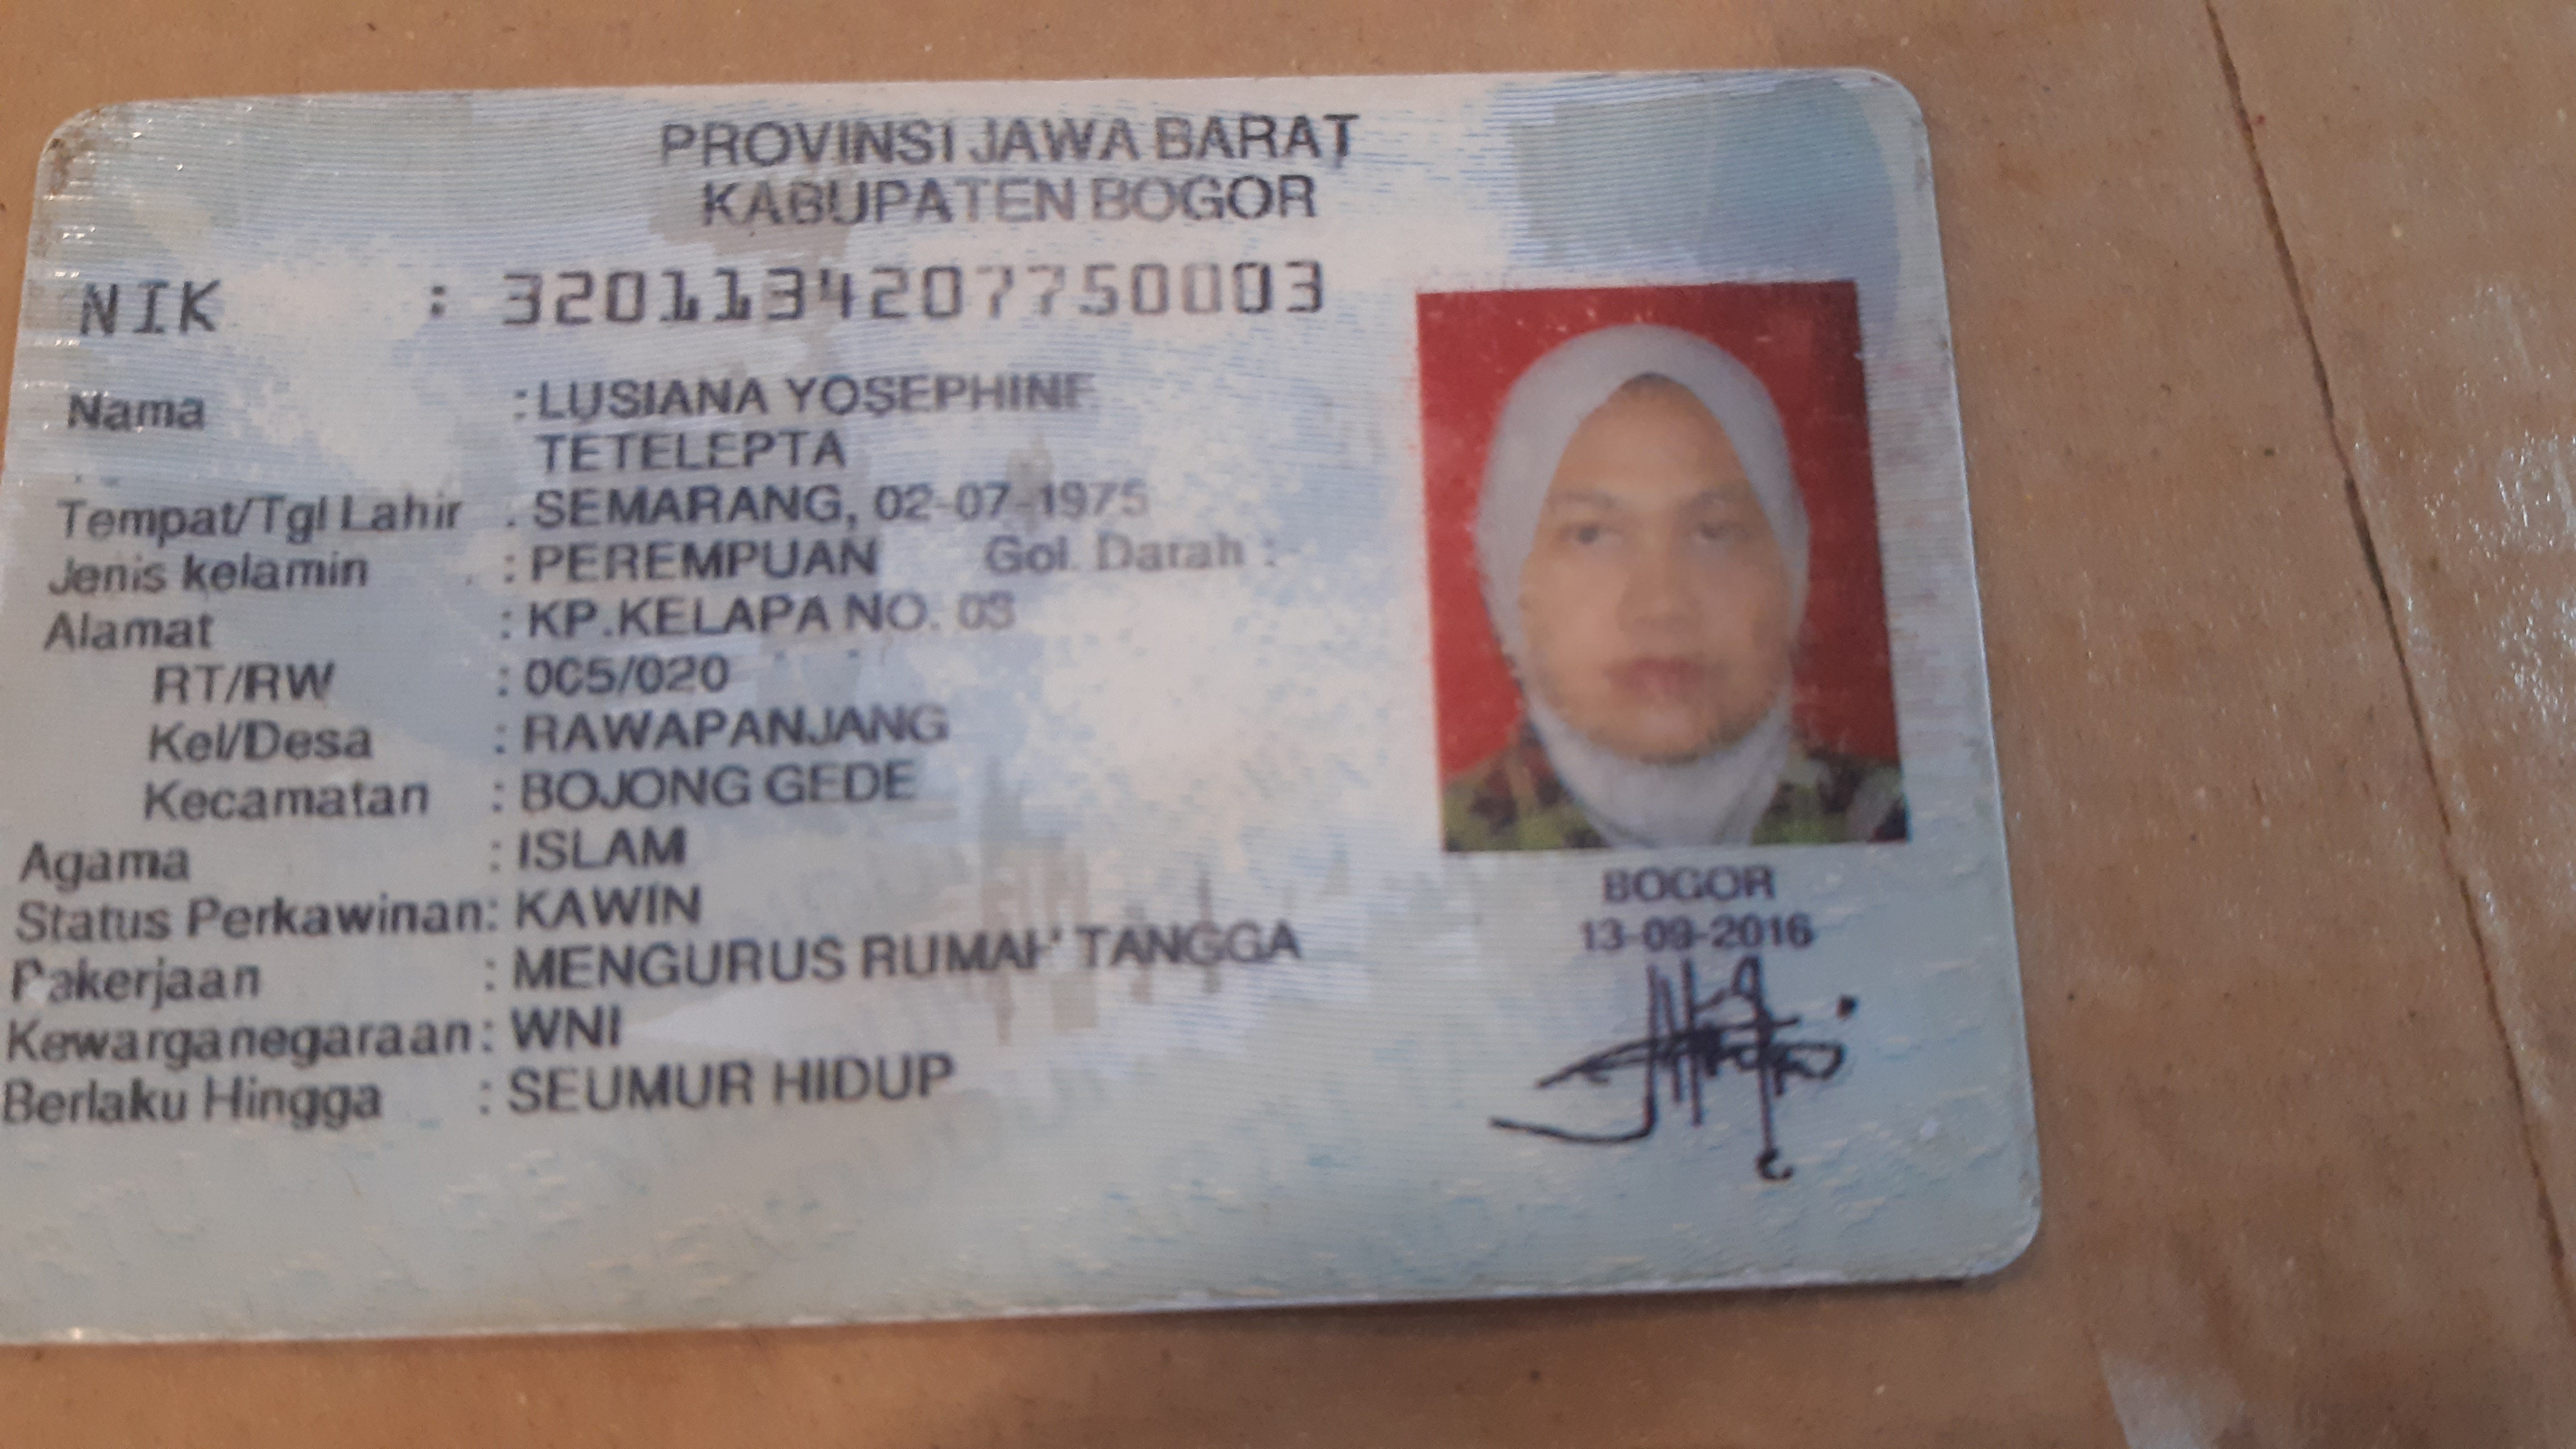 PROVINSI JAWA BARAT
KABUPATEN BOGOR
NIK : 3201134207750003
Nama : LUSIANA YOSEPHINE
TETELEPTA
Tempat/Tgl Lahir : SEMARANG, 02-07-1975
Jenis kelamin : PEREMPUAN Gol. Darah :
Alamat : KP.KELAPA NO.
RT/RW : 005/020
Kel/Desa : RAWAPANJANG
Kecamatan : BOJONG GEDE
Agama : ISLAM
Status Perkawinan: KAWIN
Pekerjaan : MENGURUS RUMAH TANGGA
Kewarganegaraan: WNI
Berlaku Hingga : SEUMUR HIDUP
BOGOR
13-09-2016